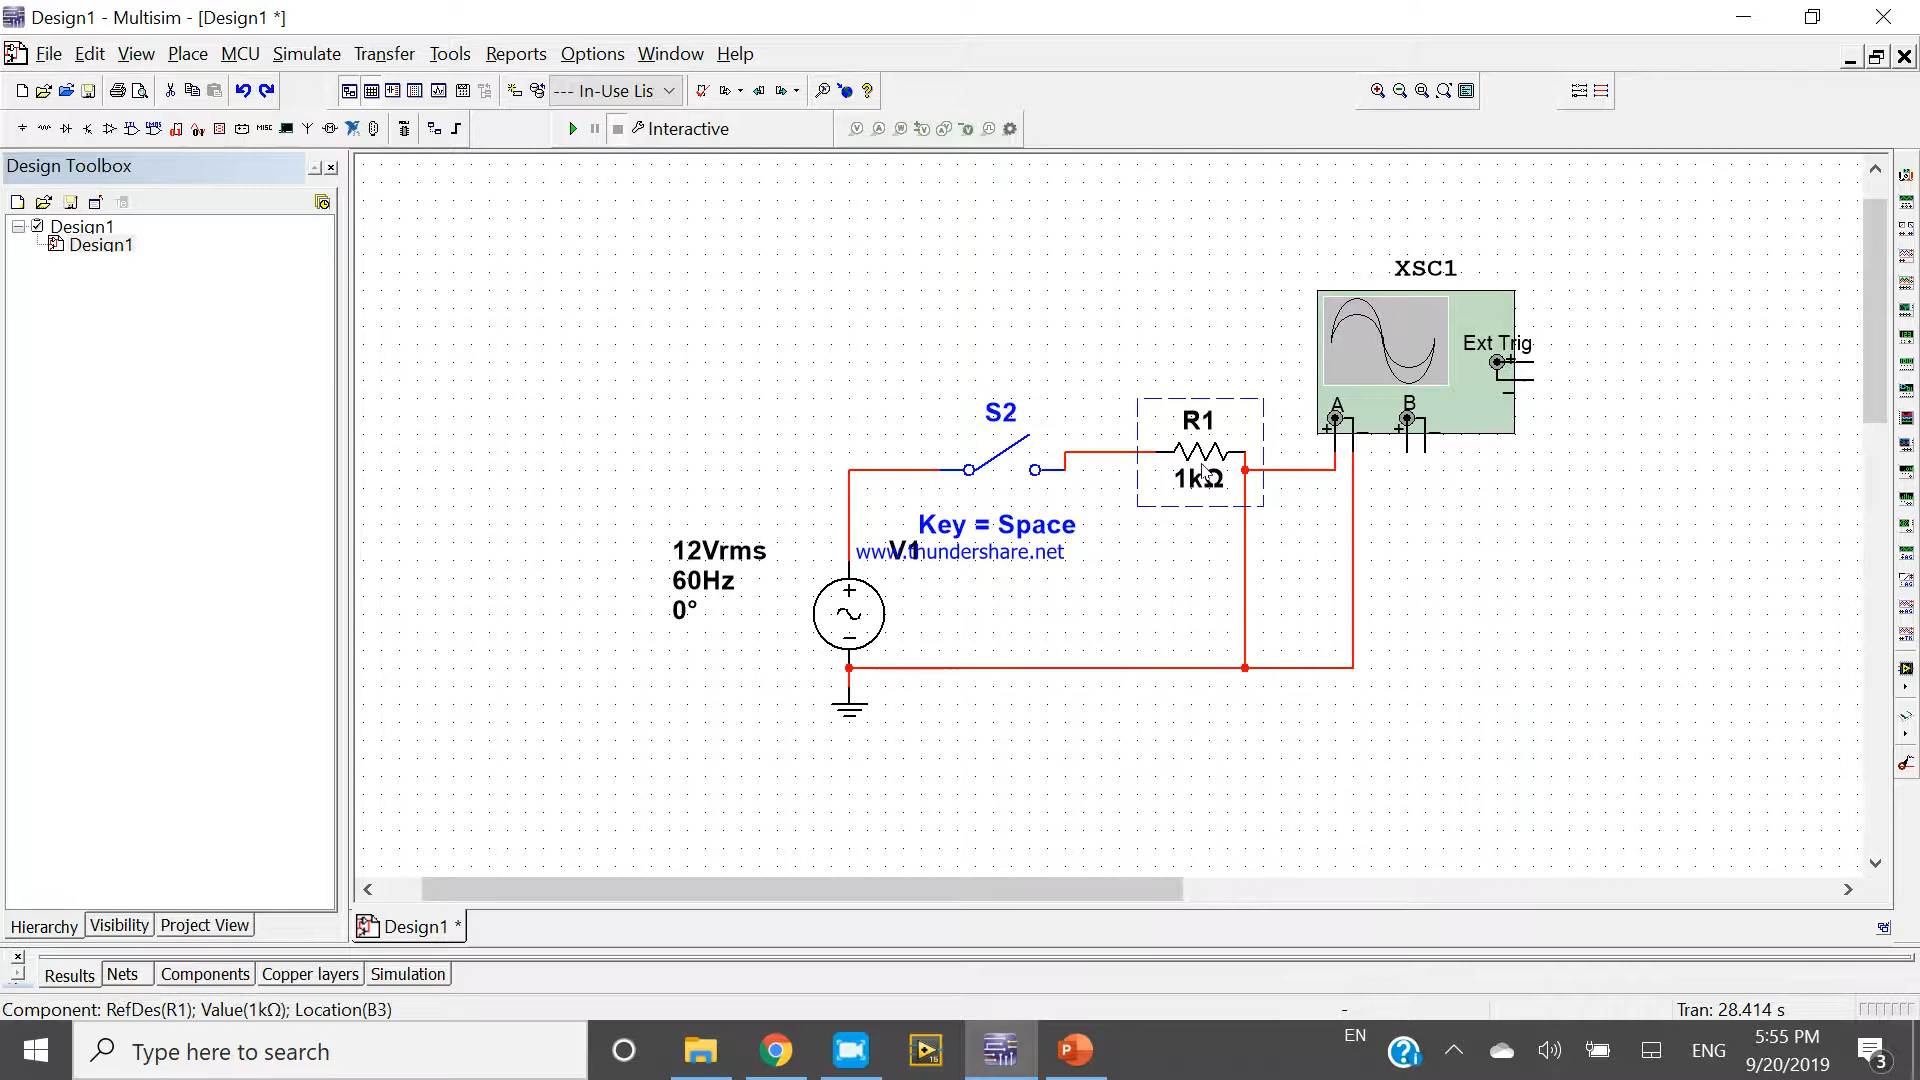 Design1 - Multisim - [Design1 *]
File Edit View Place MCU Simulate Transfer Tools Reports Options Window Help
--- In-Use Lis
MISC
Interactive
Design Toolbox
Design1
Design1
XSC1
Ext Trig
A B
S2
R1
1kΩ
Key = Space
V1
www.thundershare.net
12Vrms
60Hz
0°
Hierarchy Visibility Project View
Design1 *
Results Nets Components Copper layers Simulation
Component: RefDes(R1); Value(1kΩ); Location(B3)
-
Tran: 28.414 s
Type here to search
EN
ENG
5:55 PM
9/20/2019
3